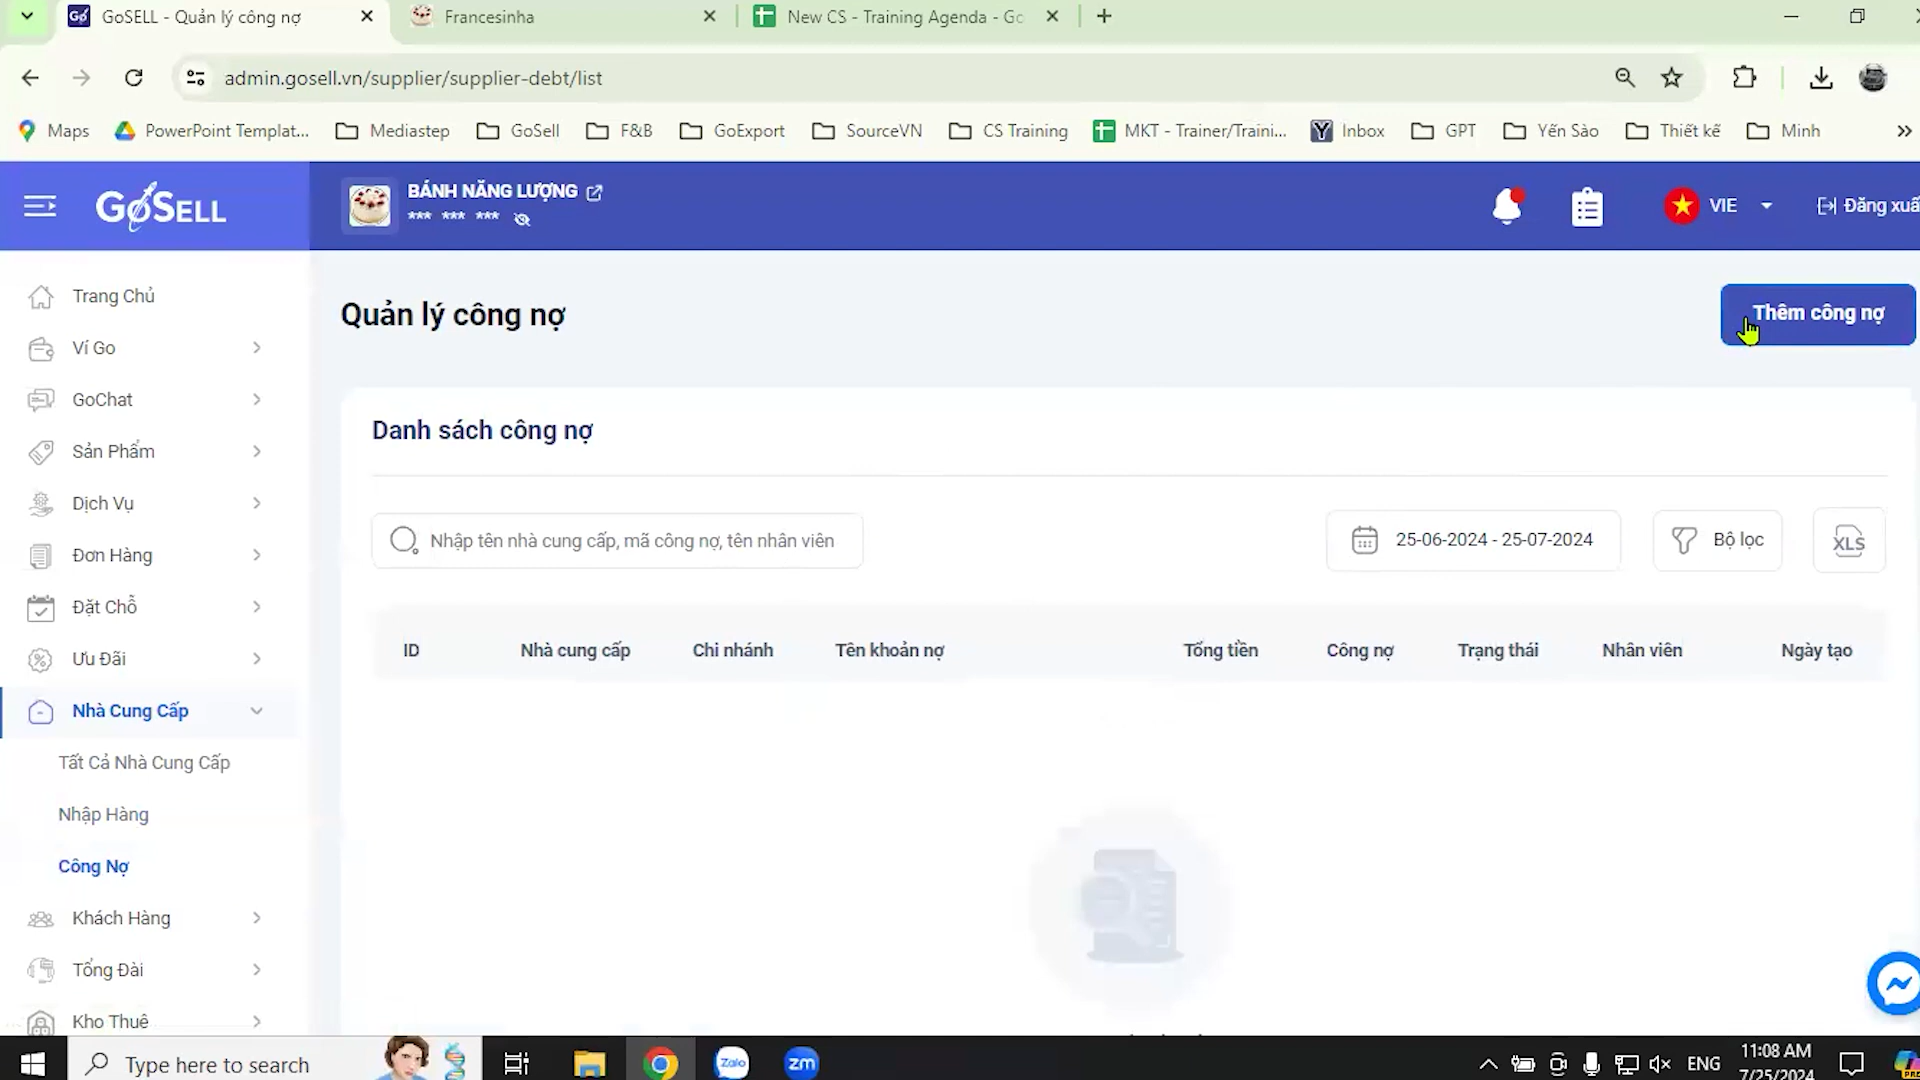 GoSELL - Quản lý công nợ
Francesinha
New CS - Training Agenda - Go
admin.gosell.vn/supplier/supplier-debt/list
Maps
PowerPoint Templat...
Mediastep
GoSell
F&B
GoExport
SourceVN
CS Training
MKT - Trainer/Traini...
Inbox
GPT
Yến Sào
Thiết kế
Minh
GoSELL
BÁNH NĂNG LƯỢNG
*** *** ***
VIE
Đăng xuấ
Trang Chủ
Ví Go
GoChat
Sản Phẩm
Dịch Vụ
Đơn Hàng
Đặt Chỗ
Ưu Đãi
Nhà Cung Cấp
Tất Cả Nhà Cung Cấp
Nhập Hàng
Công Nợ
Khách Hàng
Tổng Đài
Kho Thuê
Quản lý công nợ
Thêm công nợ
Danh sách công nợ
Nhập tên nhà cung cấp, mã công nợ, tên nhân viên
25-06-2024 - 25-07-2024
Bộ lọc
XLS
ID Nhà cung cấp Chi nhánh Tên khoản nợ Tổng tiền Công nợ Trạng thái Nhân viên Ngày tạo
Type here to search
Zalo
zm
ENG
11:08 AM
7/25/2024
PRE